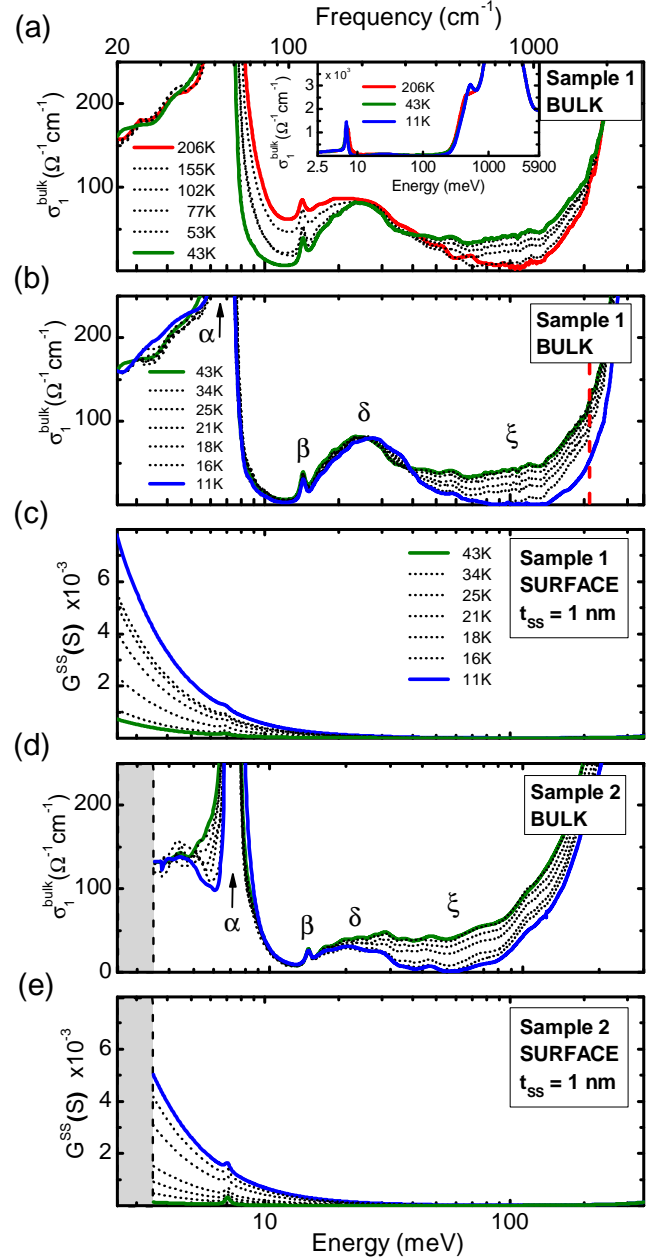 Frequency (cm⁻¹)
20 100 1000
(a)
Sample 1
BULK
σ₁ᵇᵘˡᵏ(Ω⁻¹cm⁻¹)
200
100
206K
155K
102K
77K
53K
43K
x 10³
σ₁ᵇᵘˡᵏ(Ω⁻¹cm⁻¹)
3
2
1
0
206K
43K
11K
2.5 10 100 1000 5900
Energy (meV)
(b)
Sample 1
BULK
σ₁ᵇᵘˡᵏ(Ω⁻¹cm⁻¹)
200
100
α
β
δ
ξ
43K
34K
25K
21K
18K
16K
11K
(c)
Sample 1
SURFACE
t_SS = 1 nm
Gˢˢ(S) x10⁻³
6
4
2
43K
34K
25K
21K
18K
16K
11K
(d)
Sample 2
BULK
σ₁ᵇᵘˡᵏ(Ω⁻¹cm⁻¹)
200
100
0
α
β
δ
ξ
(e)
Sample 2
SURFACE
t_SS = 1 nm
Gˢˢ(S) x10⁻³
6
4
2
10 100
Energy (meV)